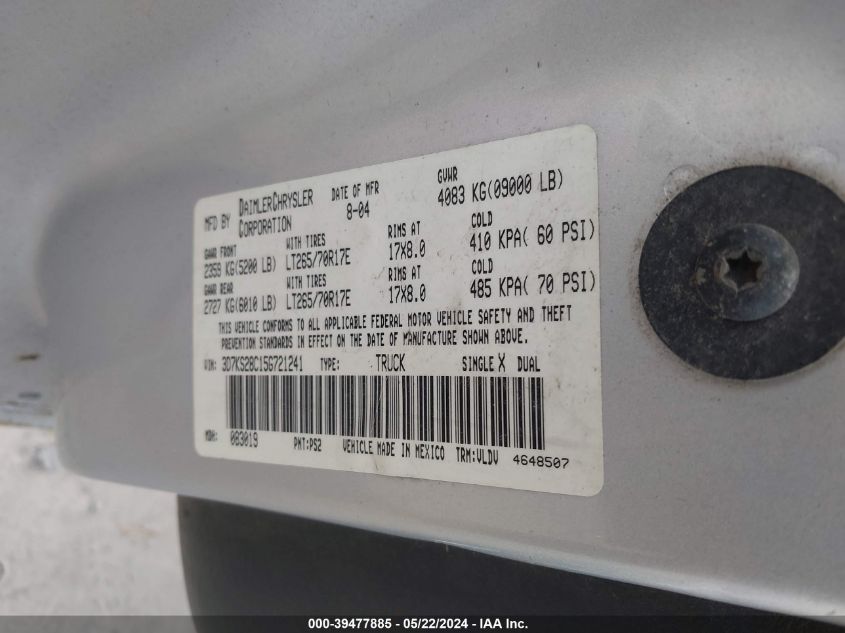 MFD BY DAIMLERCHRYSLER CORPORATION DATE OF MFR 8-04 GVWR 4083 KG(09000 LB)
GAWR FRONT WITH TIRES RIMS AT COLD
2359 KG(5200 LB) LT265/70R17E 17X8.0 410 KPA( 60 PSI)
GAWR REAR WITH TIRES RIMS AT COLD
2727 KG(6010 LB) LT265/70R17E 17X8.0 485 KPA( 70 PSI)
THIS VEHICLE CONFORMS TO ALL APPLICABLE FEDERAL MOTOR VEHICLE SAFETY AND THEFT
PREVENTION STANDARDS IN EFFECT ON THE DATE OF MANUFACTURE SHOWN ABOVE.
VIN: 3D7KS28C15G721241 TYPE: TRUCK SINGLE X DUAL
MDH: 083019 PNT:PS2 VEHICLE MADE IN MEXICO TRM:VLDV 4648507
000-39477885 - 05/22/2024 - IAA Inc.